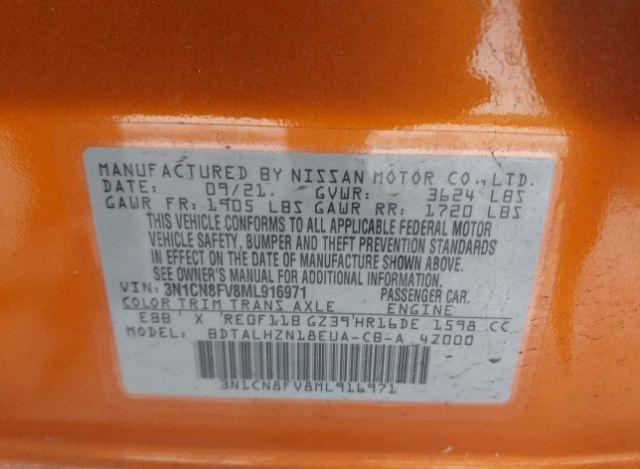 MANUFACTURED BY NISSAN MOTOR CO., LTD.
DATE: 09/21. GVWR: 3624 LBS
GAWR FR: 1905 LBS GAWR RR: 1720 LBS
THIS VEHICLE CONFORMS TO ALL APPLICABLE FEDERAL MOTOR
VEHICLE SAFETY, BUMPER AND THEFT PREVENTION STANDARDS
IN EFFECT ON THE DATE OF MANUFACTURE SHOWN ABOVE.
SEE OWNER'S MANUAL FOR ADDITIONAL INFORMATION.
VIN: 3N1CN8FV8ML916971 PASSENGER CAR.
COLOR TRIM TRANS AXLE ENGINE
EBB X RE0F11B GZ39 HR16DE 1598 CC
BDTALHZN18EUA-CB-A 4Z000
3N1CN8FV8ML916971